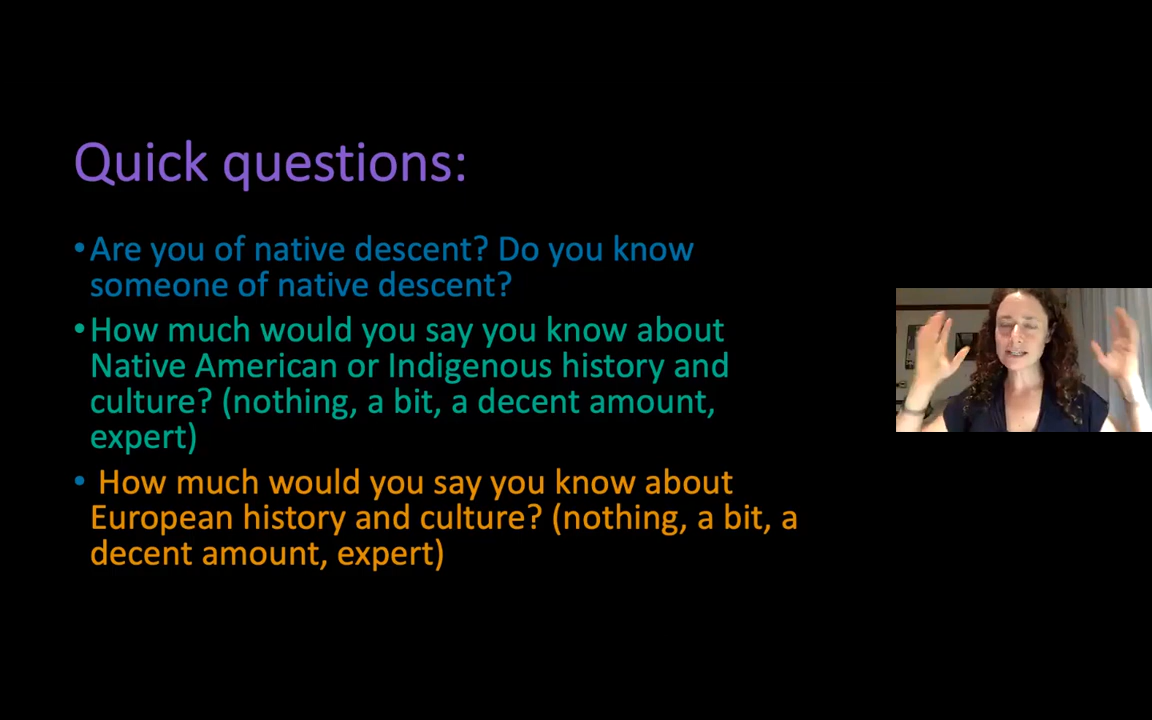 Quick questions:
•Are you of native descent? Do you know
someone of native descent?
•How much would you say you know about
Native American or Indigenous history and
culture? (nothing, a bit, a decent amount,
expert)
• How much would you say you know about
European history and culture? (nothing, a bit, a
decent amount, expert)